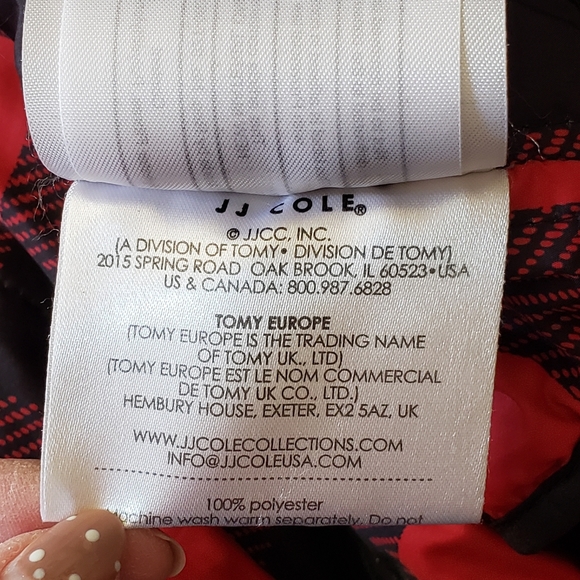 JJ COLE®
© JJCC, INC.
(A DIVISION OF TOMY • DIVISION DE TOMY)
2015 SPRING ROAD OAK BROOK, IL 60523 • USA
US & CANADA: 800.987.6828
TOMY EUROPE
(TOMY EUROPE IS THE TRADING NAME
OF TOMY UK., LTD)
(TOMY EUROPE EST LE NOM COMMERCIAL
DE TOMY UK CO., LTD.)
HEMBURY HOUSE, EXETER, EX2 5AZ, UK
WWW.JJCOLECOLLECTIONS.COM
INFO@JJCOLEUSA.COM
100% polyester
Machine wash warm separately. Do not